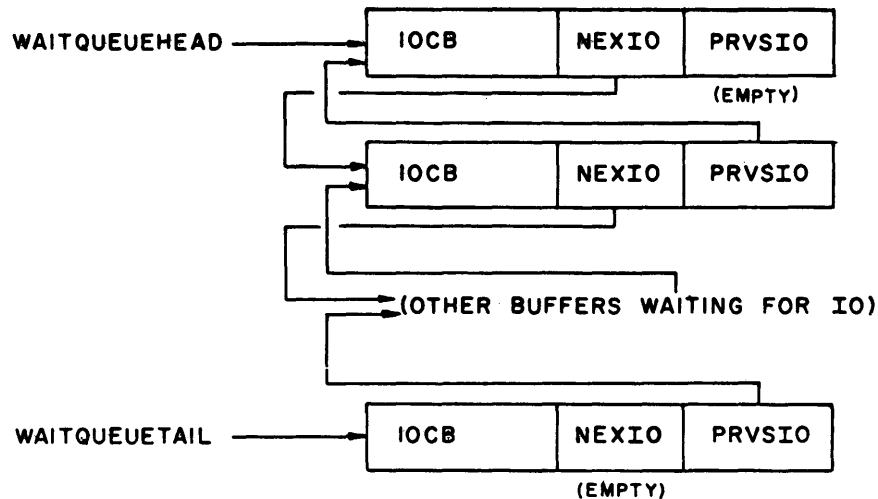 WAITQUEUEHEAD IOCB NEXIO PRVSIO
(EMPTY)
IOCB NEXIO PRVSIO
(OTHER BUFFERS WAITING FOR IO)
WAITQUEUETAIL IOCB NEXIO PRVSIO
(EMPTY)